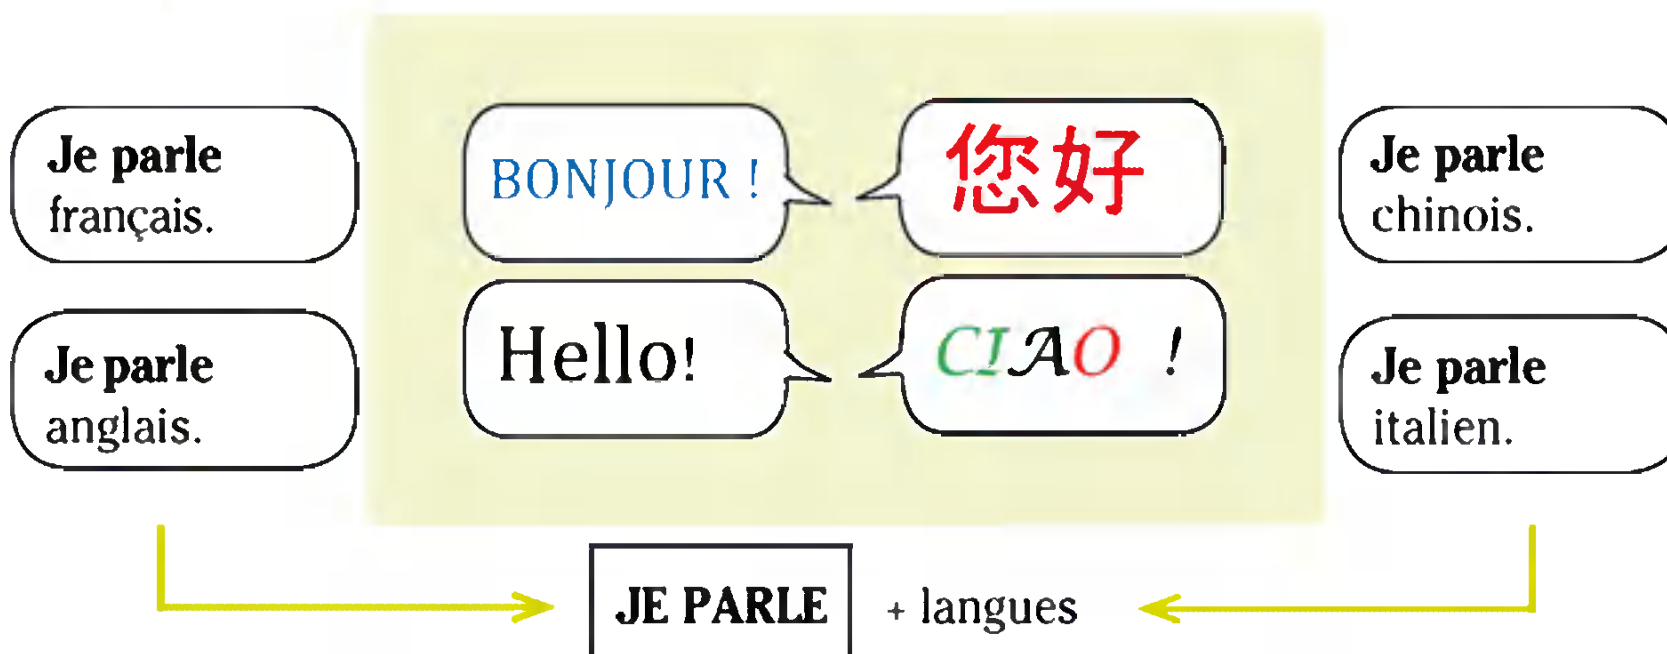 Je parle
français.
BONJOUR !
您好
Je parle
chinois.
Je parle
anglais.
Hello!
CIAO !
Je parle
italien.
JE PARLE + langues